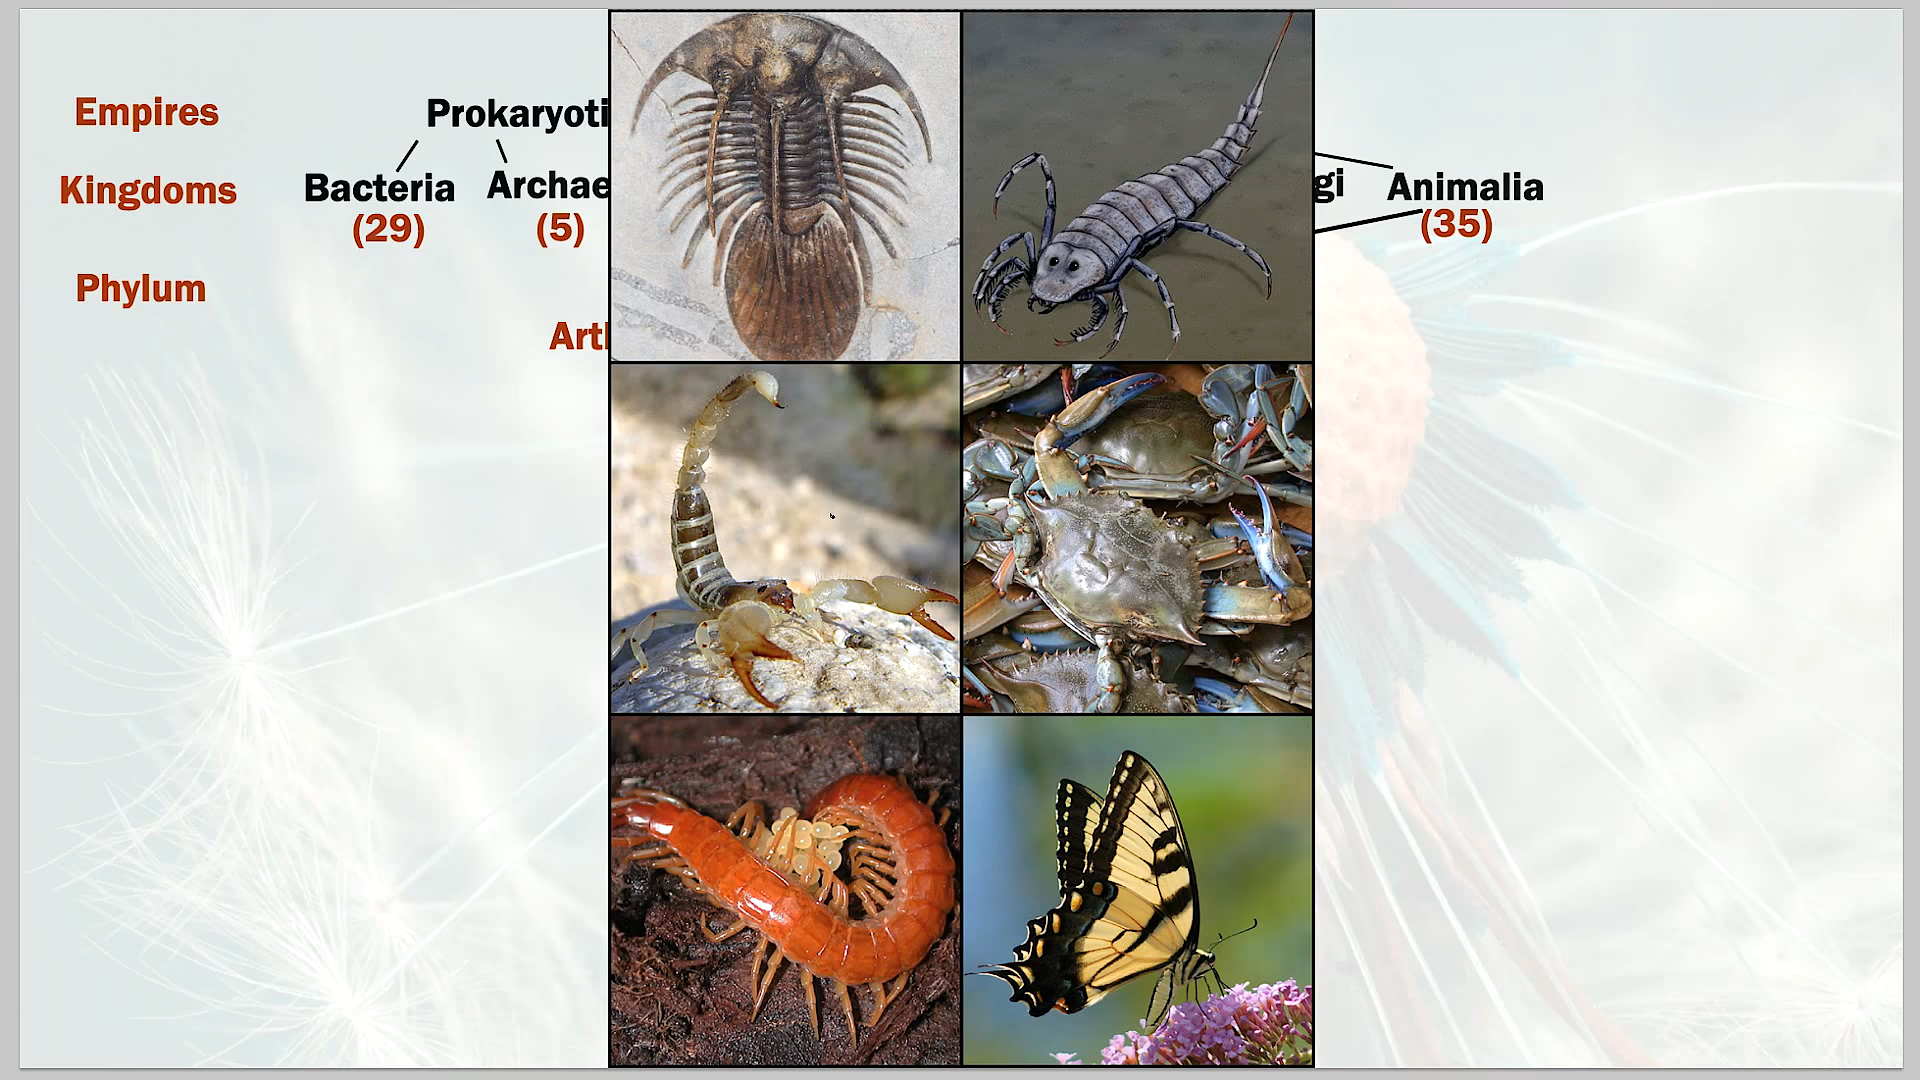 Empires
Prokaryoti
Kingdoms
Bacteria
Archae
gi
Animalia
(29)
(5)
(35)
Phylum
Art